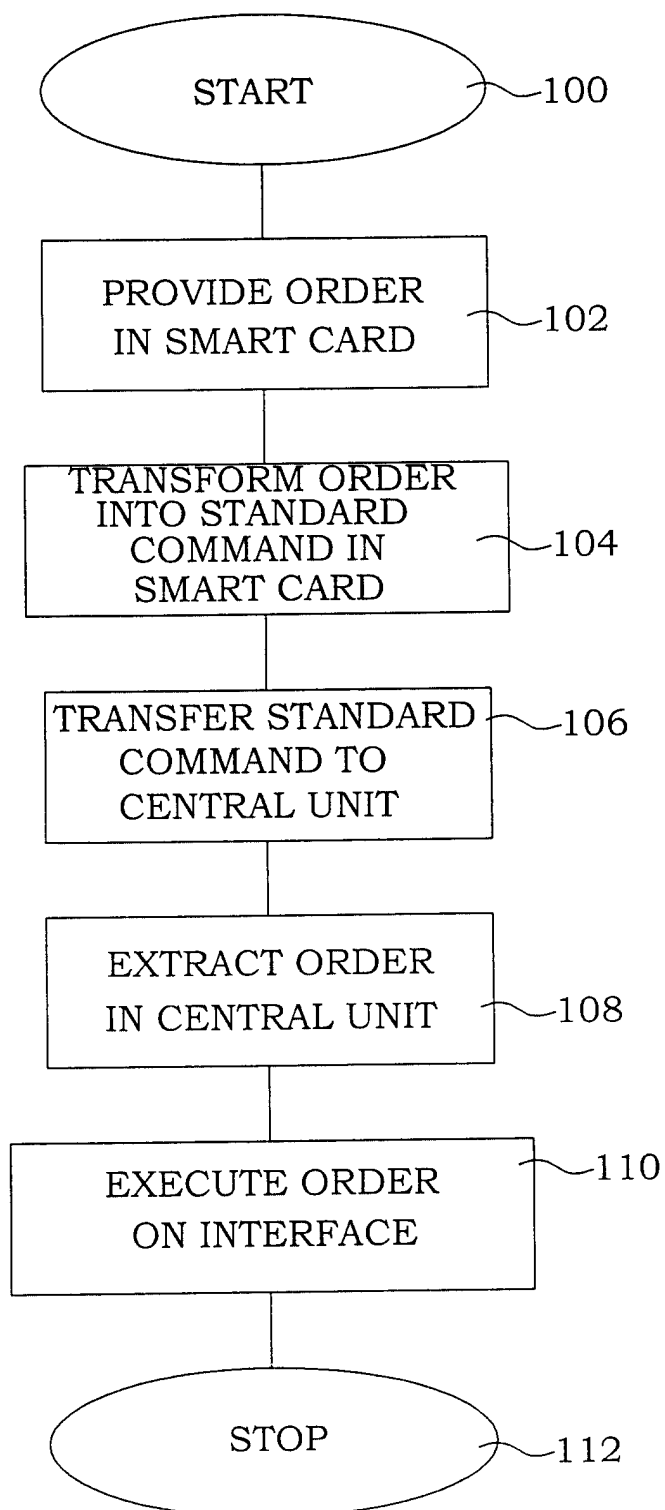 START
100
PROVIDE ORDER
IN SMART CARD
102
TRANSFORM ORDER
INTO STANDARD
COMMAND IN
SMART CARD
104
TRANSFER STANDARD
COMMAND TO
CENTRAL UNIT
106
EXTRACT ORDER
IN CENTRAL UNIT
108
EXECUTE ORDER
ON INTERFACE
110
STOP
112